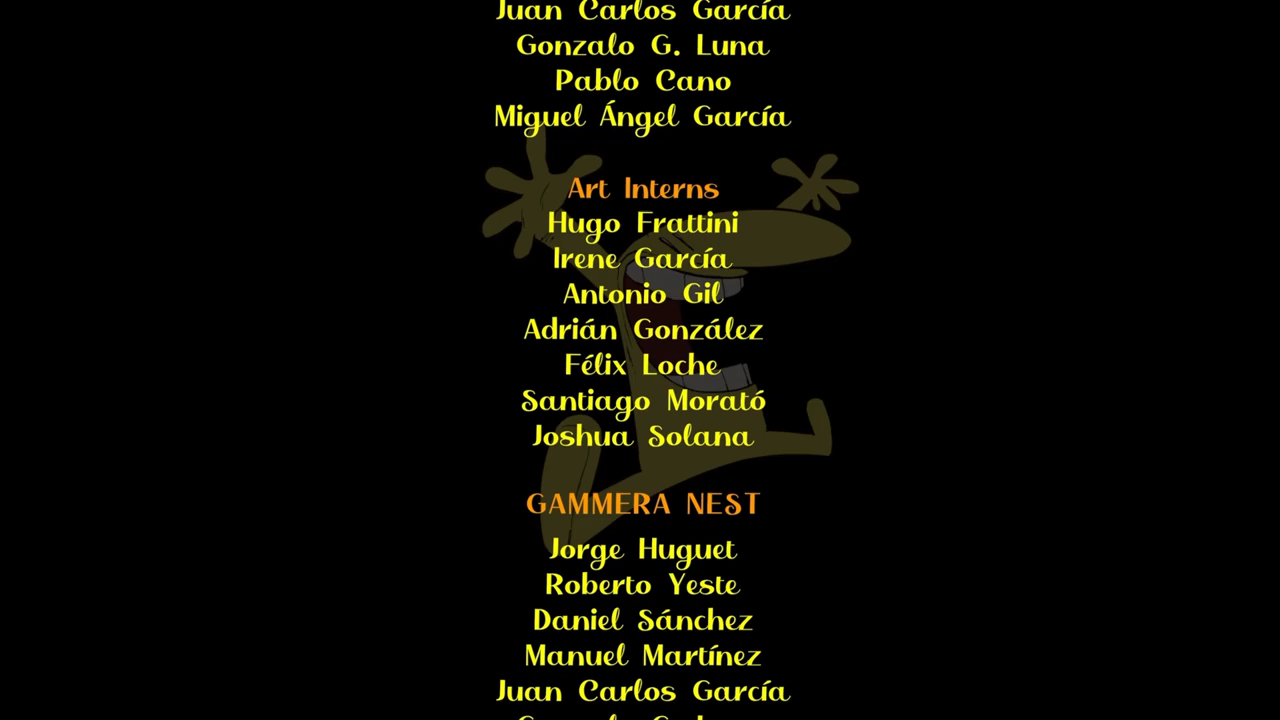 Juan Carlos García
Gonzalo G. Luna
Pablo Cano
Miguel Ángel García
Art Interns
Hugo Frattini
Irene García
Antonio Gil
Adrián González
Félix Loche
Santiago Morató
Joshua Solana
GAMMERA NEST
Jorge Huguet
Roberto Yeste
Daniel Sánchez
Manuel Martínez
Juan Carlos García